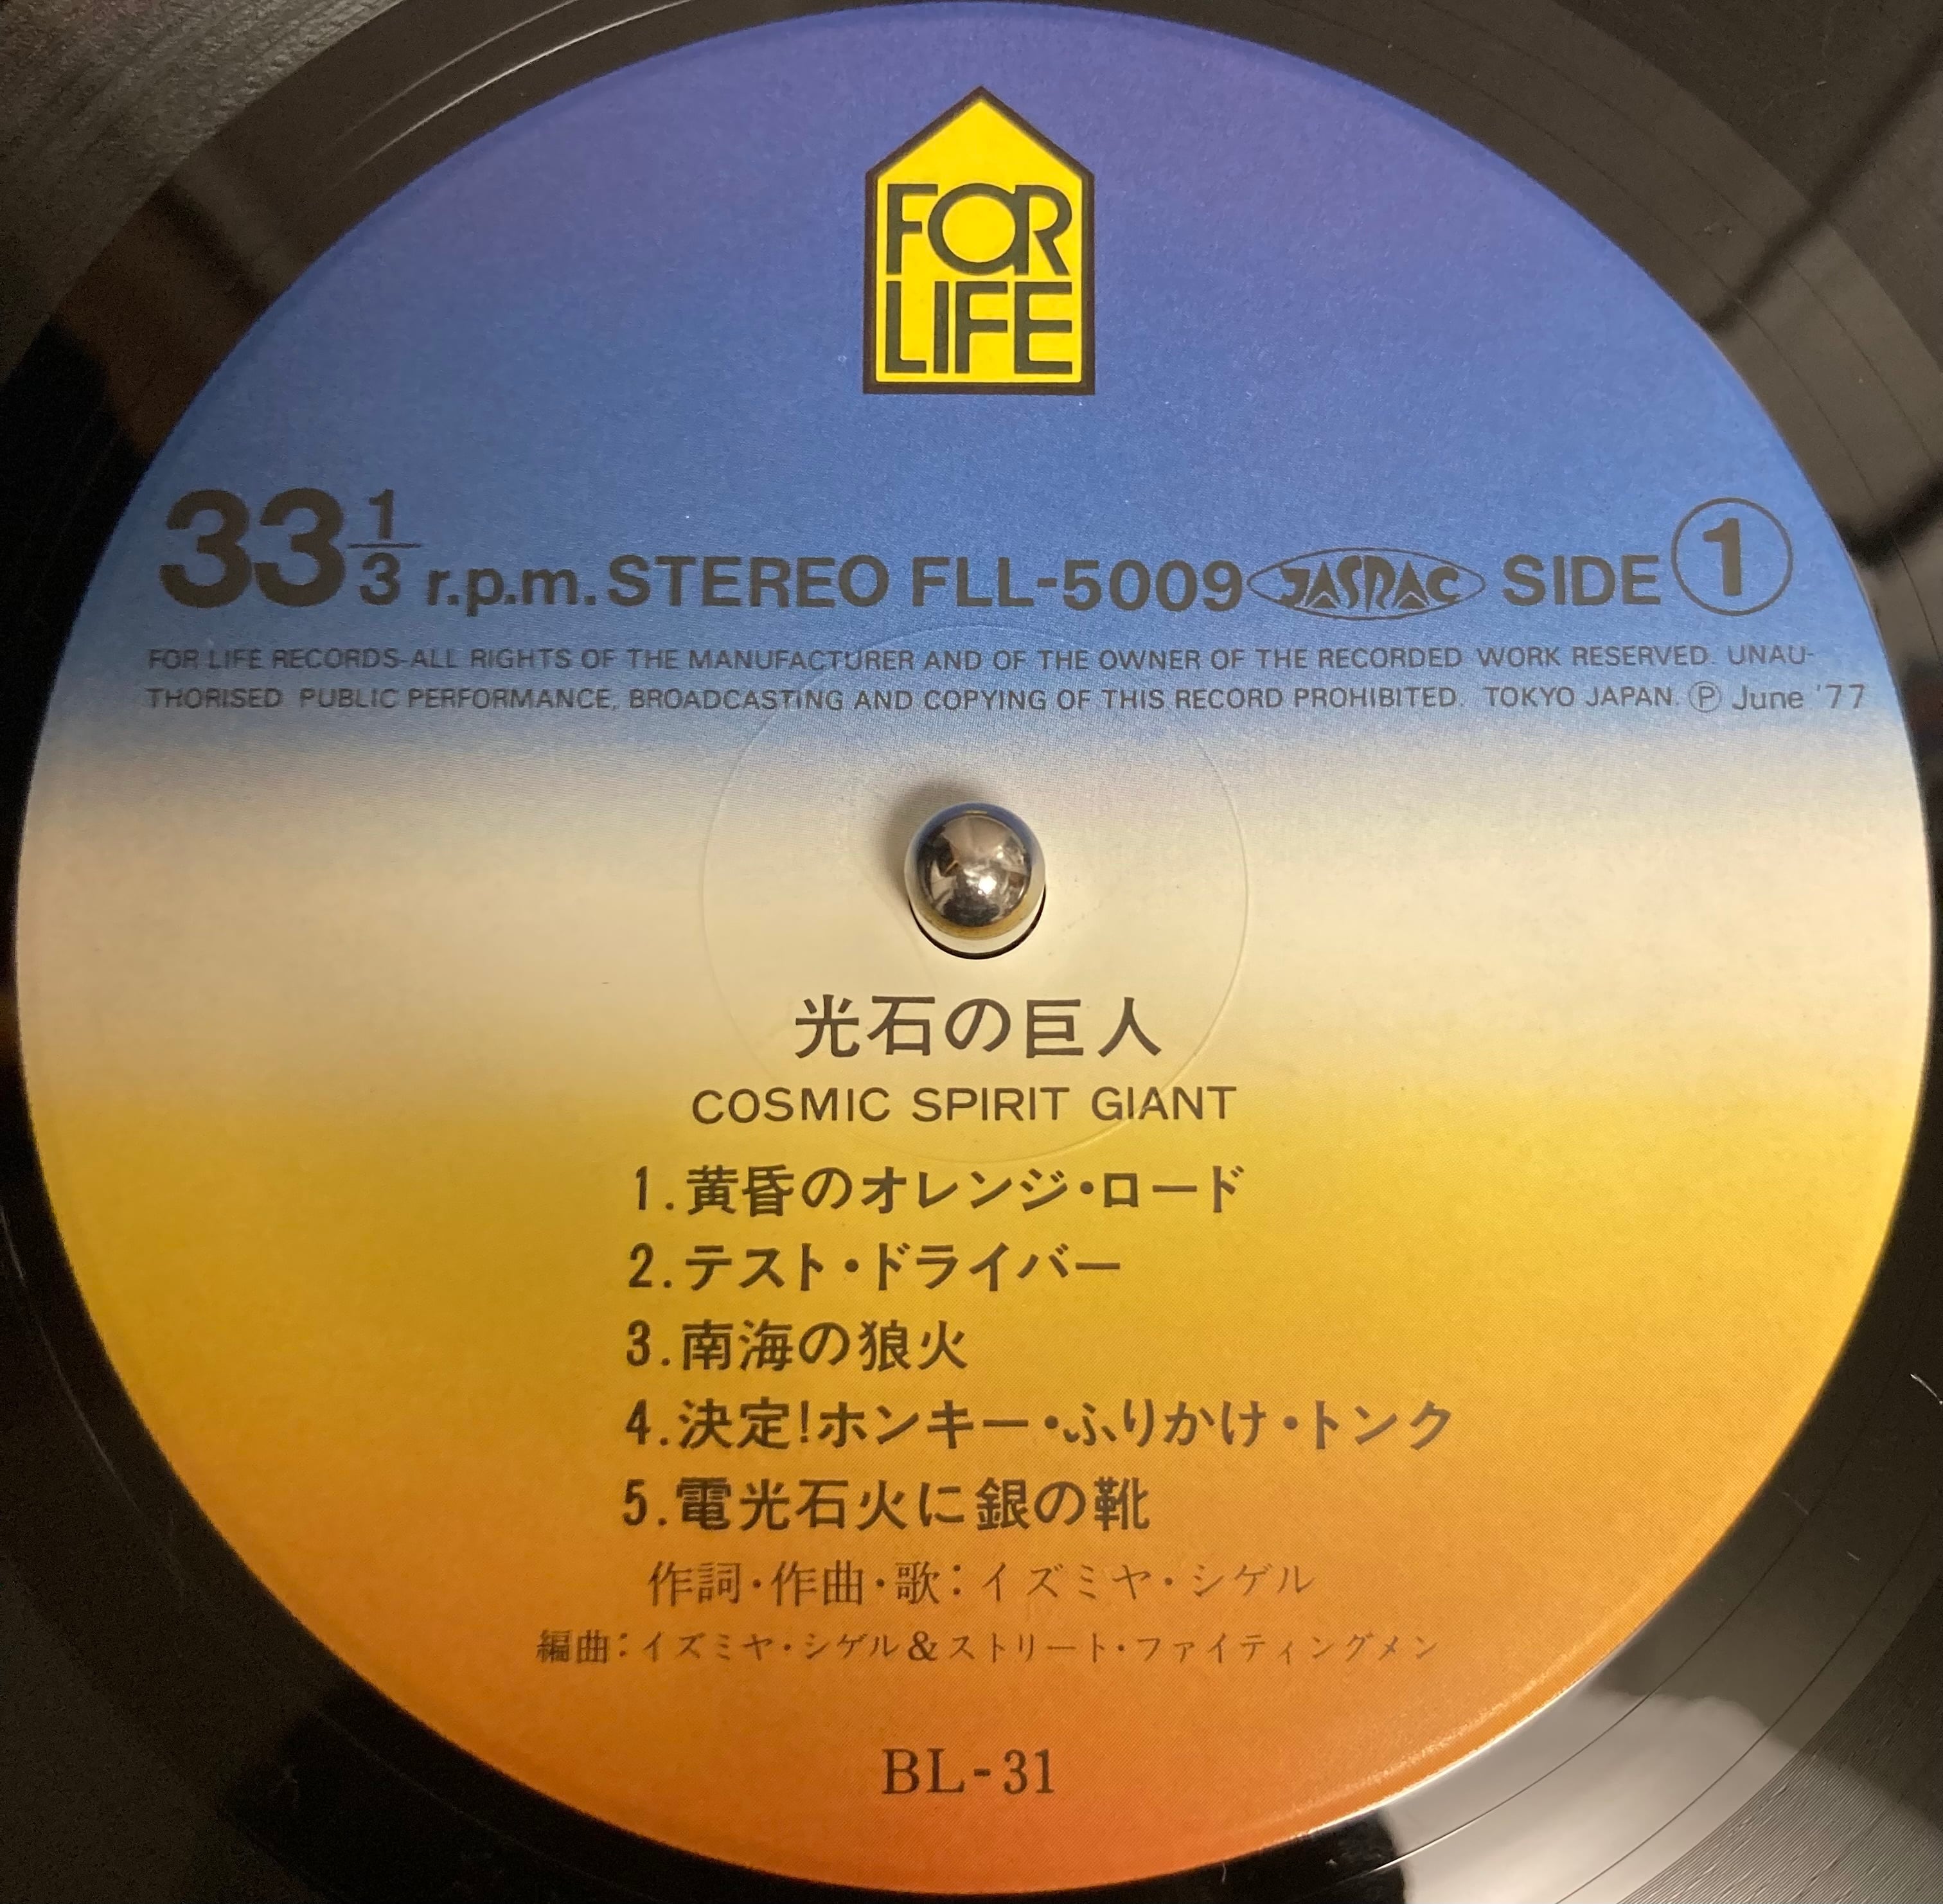 FOR
LIFE
33 1/3 r.p.m. STEREO FLL-5009 JASRAC SIDE 1
FOR LIFE RECORDS-ALL RIGHTS OF THE MANUFACTURER AND OF THE OWNER OF THE RECORDED WORK RESERVED. UNAU-
THORISED PUBLIC PERFORMANCE, BROADCASTING AND COPYING OF THIS RECORD PROHIBITED. TOKYO JAPAN. Ⓟ June '77
光石の巨人
COSMIC SPIRIT GIANT
1.黄昏のオレンジ・ロード
2.テスト・ドライバー
3.南海の狼火
4.決定!ホンキー・ふりかけ・トンク
5.電光石火に銀の靴
作詞・作曲・歌:イズミヤ・シゲル
編曲:イズミヤ・シゲル&ストリート・ファイティングメン
BL-31